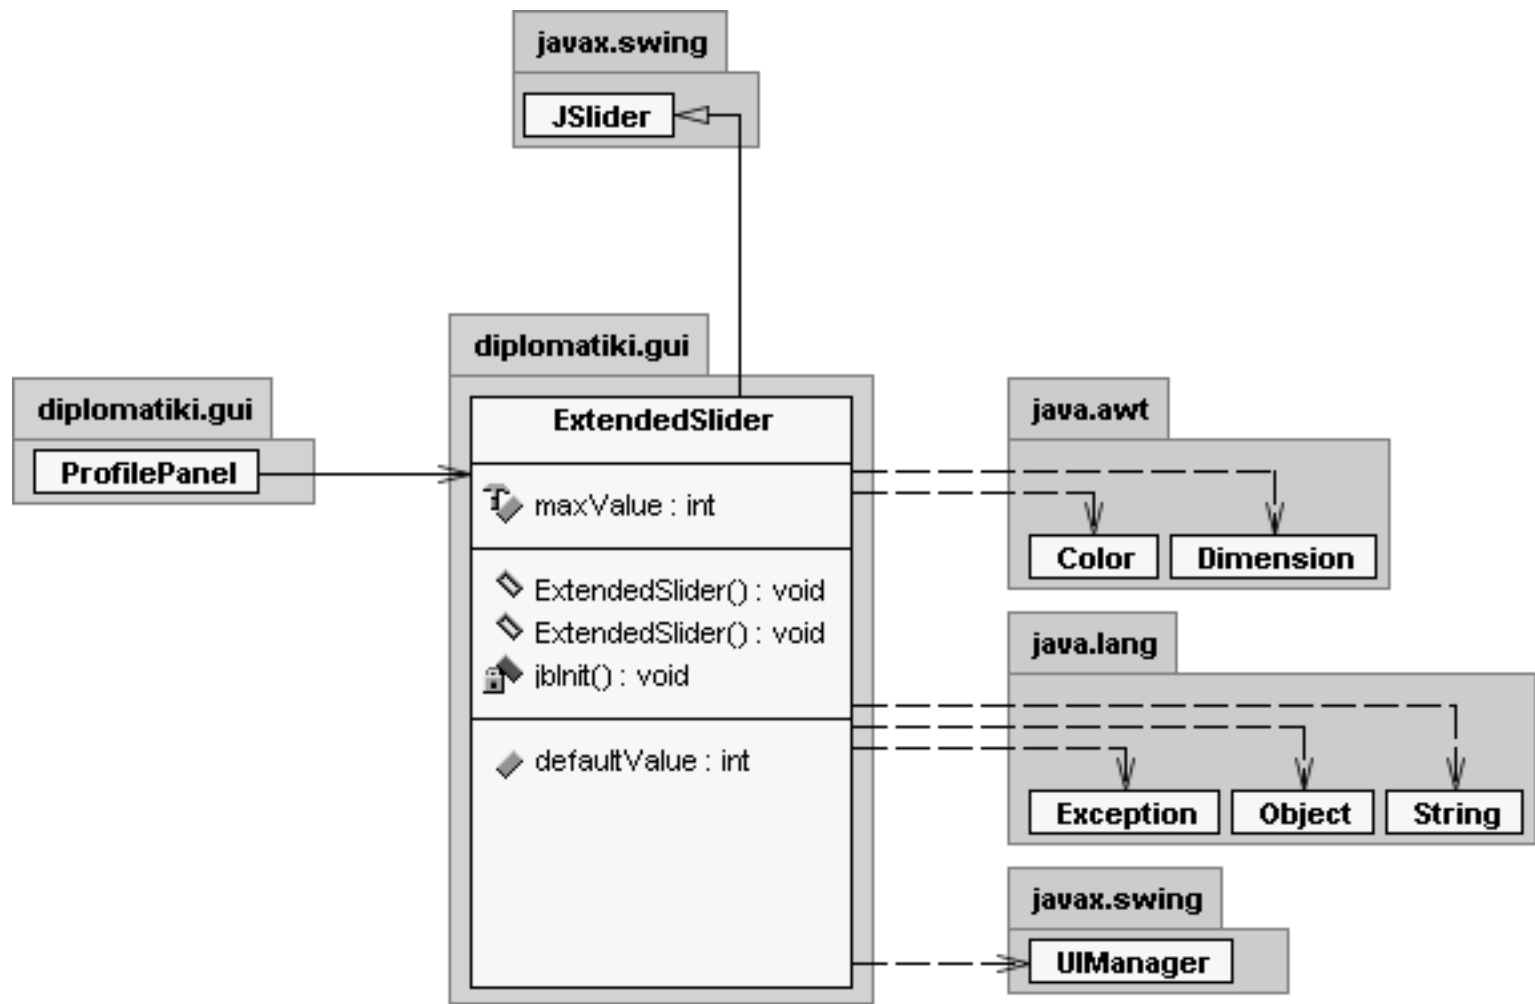 javax.swing
JSlider
diplomatiki.gui
ProfilePanel
diplomatiki.gui
ExtendedSlider
maxValue : int
ExtendedSlider() : void
ExtendedSlider() : void
jbInit() : void
defaultValue : int
java.awt
Color
Dimension
java.lang
Exception
Object
String
javax.swing
UIManager